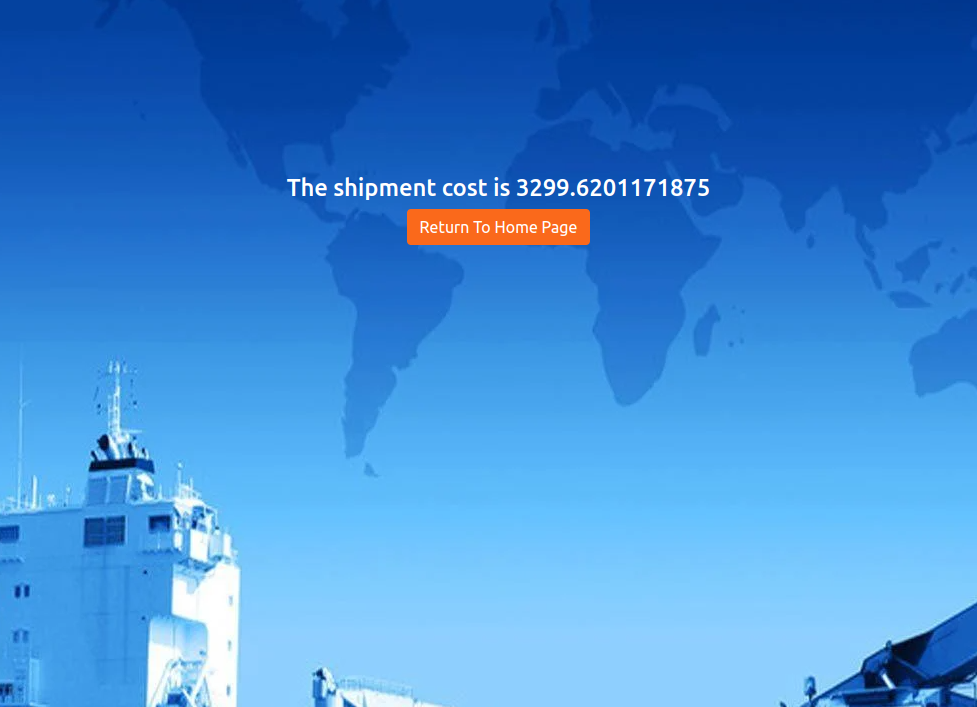 The shipment cost is 3299.6201171875
Return To Home Page